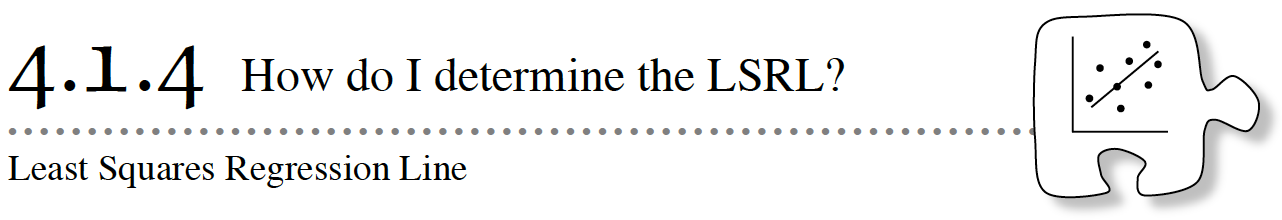 4.1.4 How do I determine the LSRL?
Least Squares Regression Line